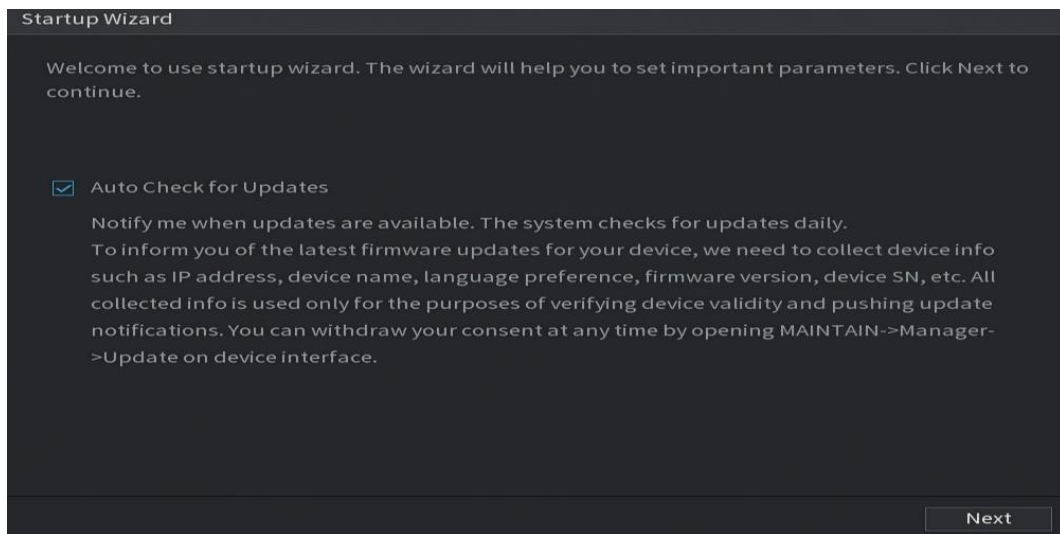 Startup Wizard
Welcome to use startup wizard. The wizard will help you to set important parameters. Click Next to
continue.
Auto Check for Updates
Notify me when updates are available. The system checks for updates daily.
To inform you of the latest firmware updates for your device, we need to collect device info
such as IP address, device name, language preference, firmware version, device SN, etc. All
collected info is used only for the purposes of verifying device validity and pushing update
notifications. You can withdraw your consent at any time by opening MAINTAIN->Manager-
>Update on device interface.
Next